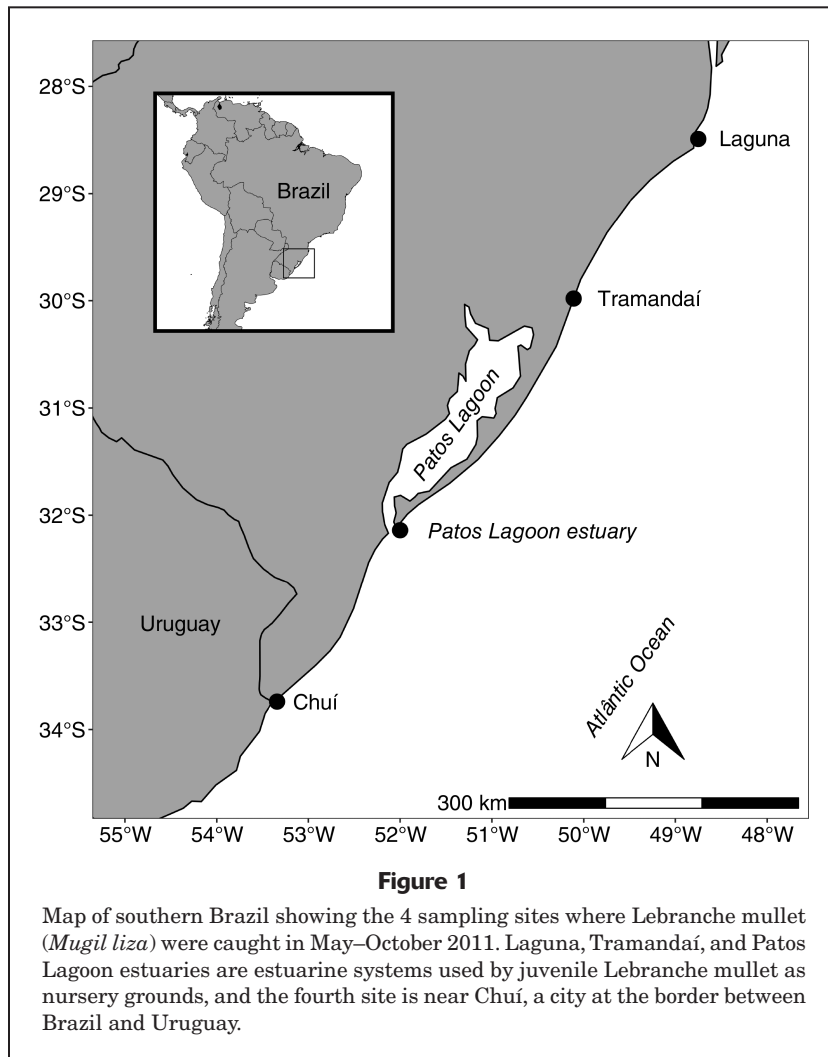 28°S
Laguna
29°S
Brazil
30°S
Tramandaí
31°S
Patos Lagoon
32°S
Patos Lagoon estuary
33°S
Uruguay
Atlântic Ocean
Chuí
34°S
N
300 km
55°W 54°W 53°W 52°W 51°W 50°W 49°W 48°W
Figure 1
Map of southern Brazil showing the 4 sampling sites where Lebranche mullet
(Mugil liza) were caught in May–October 2011. Laguna, Tramandaí, and Patos
Lagoon estuaries are estuarine systems used by juvenile Lebranche mullet as
nursery grounds, and the fourth site is near Chuí, a city at the border between
Brazil and Uruguay.